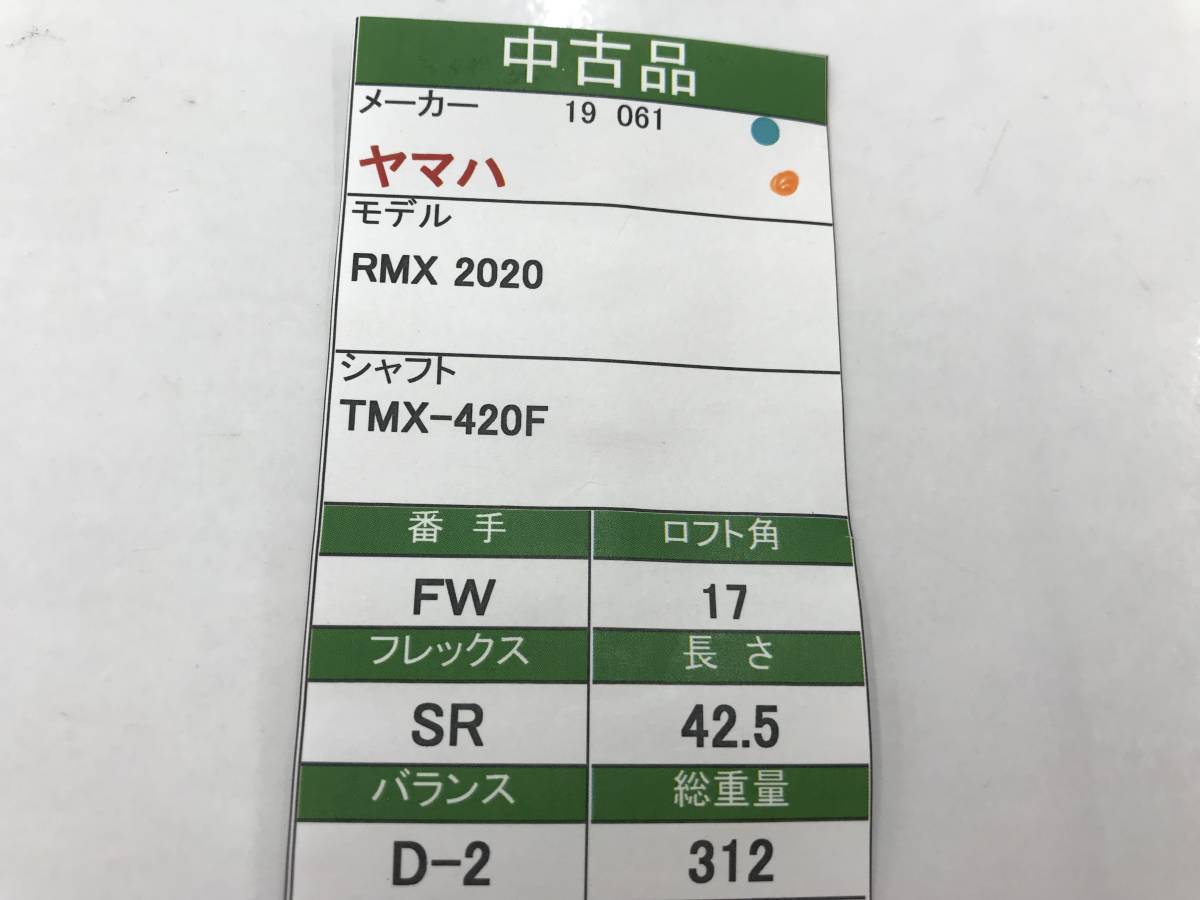 中古品
メーカー 19 061
ヤマハ
モデル
RMX 2020
シャフト
TMX-420F
番 手 ロフト角
FW 17
フレックス 長 さ
SR 42.5
バランス 総重量
D-2 312